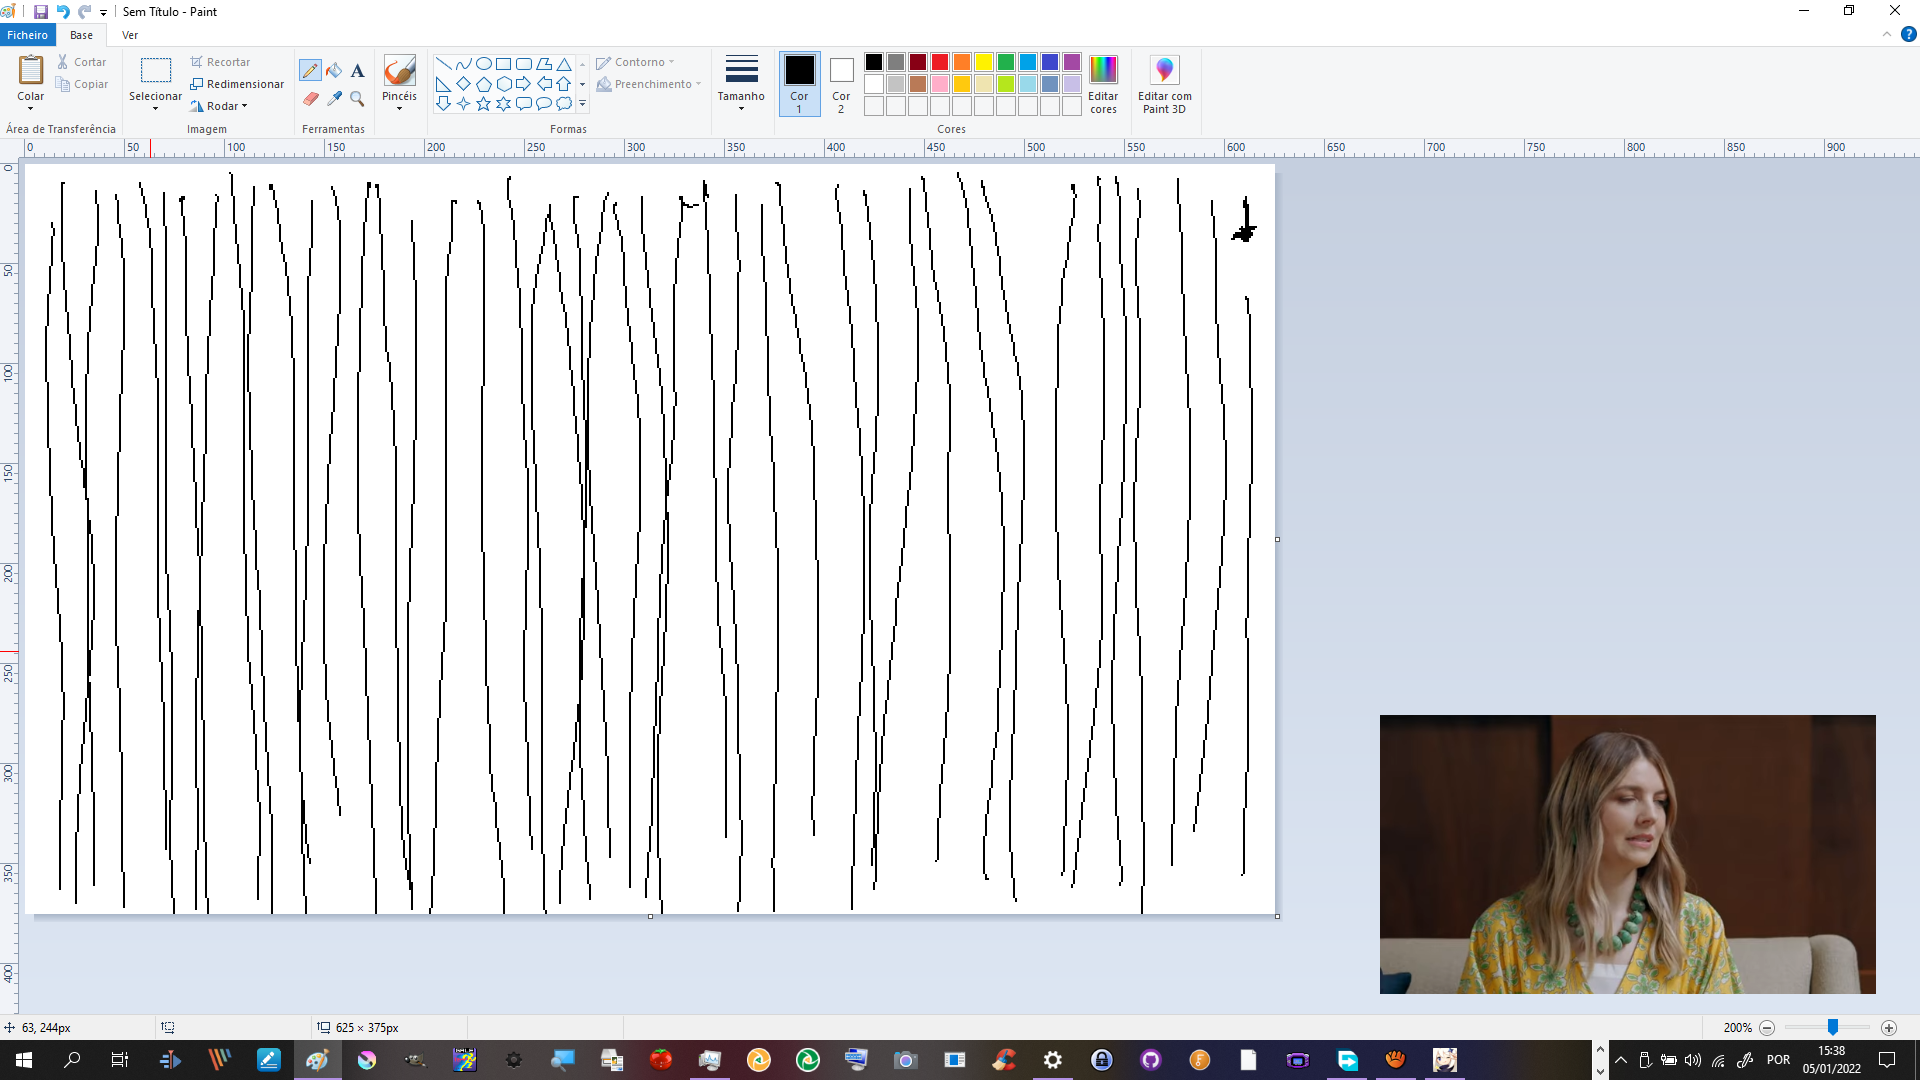 Sem Título - Paint
Ficheiro Base Ver
Colar
Cortar
Copiar
Área de Transferência
Selecionar
Recortar
Redimensionar
Rodar
Imagem
Ferramentas
Pincéis
Contorno
Preenchimento
Formas
Tamanho
Cor 1
Cor 2
Editar cores
Cores
Editar com Paint 3D
0 50 100 150 200 250 300 350 400 450 500 550 600 650 700 750 800 850 900
0
50
100
150
200
250
300
350
400
63, 244px
625 × 375px
200%
POR
15:38
05/01/2022